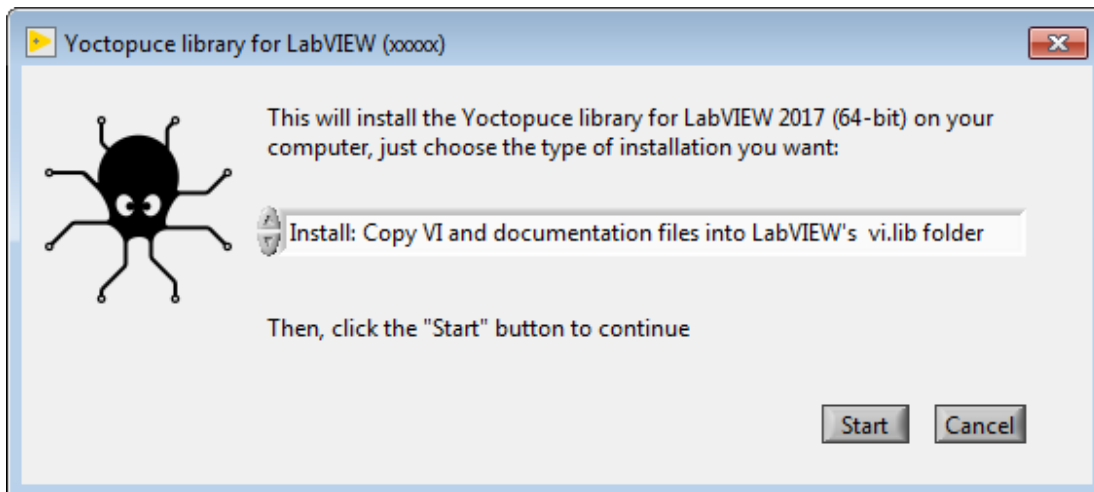 Yoctopuce library for LabVIEW (xxxxx)
This will install the Yoctopuce library for LabVIEW 2017 (64-bit) on your
computer, just choose the type of installation you want:
Install: Copy VI and documentation files into LabVIEW's  vi.lib folder
Then, click the "Start" button to continue
Start
Cancel